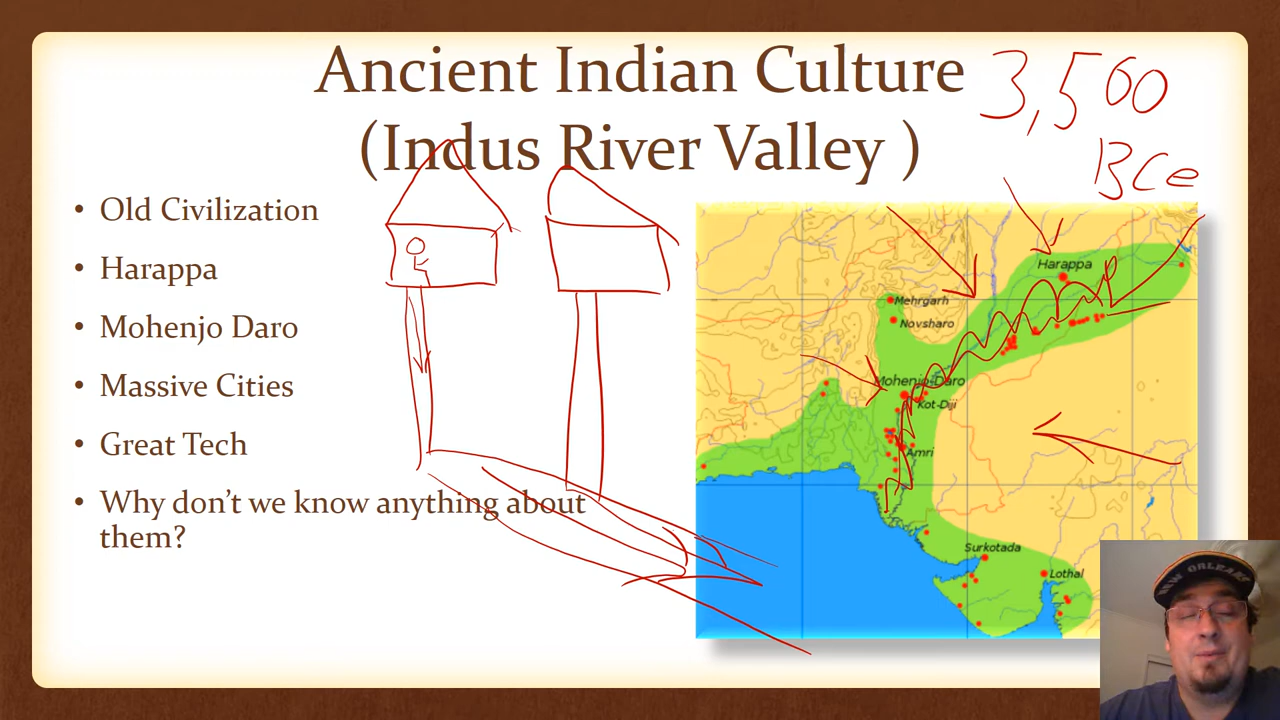 Ancient Indian Culture
(Indus River Valley )
3,500
BCe
• Old Civilization
• Harappa
• Mohenjo Daro
• Massive Cities
• Great Tech
• Why don't we know anything about
them?
Harappa
Mehrgarh
Novsharo
Mohenjo-Daro
Kot-Diji
Amri
Surkotada
Lothal
NEW ORLEANS